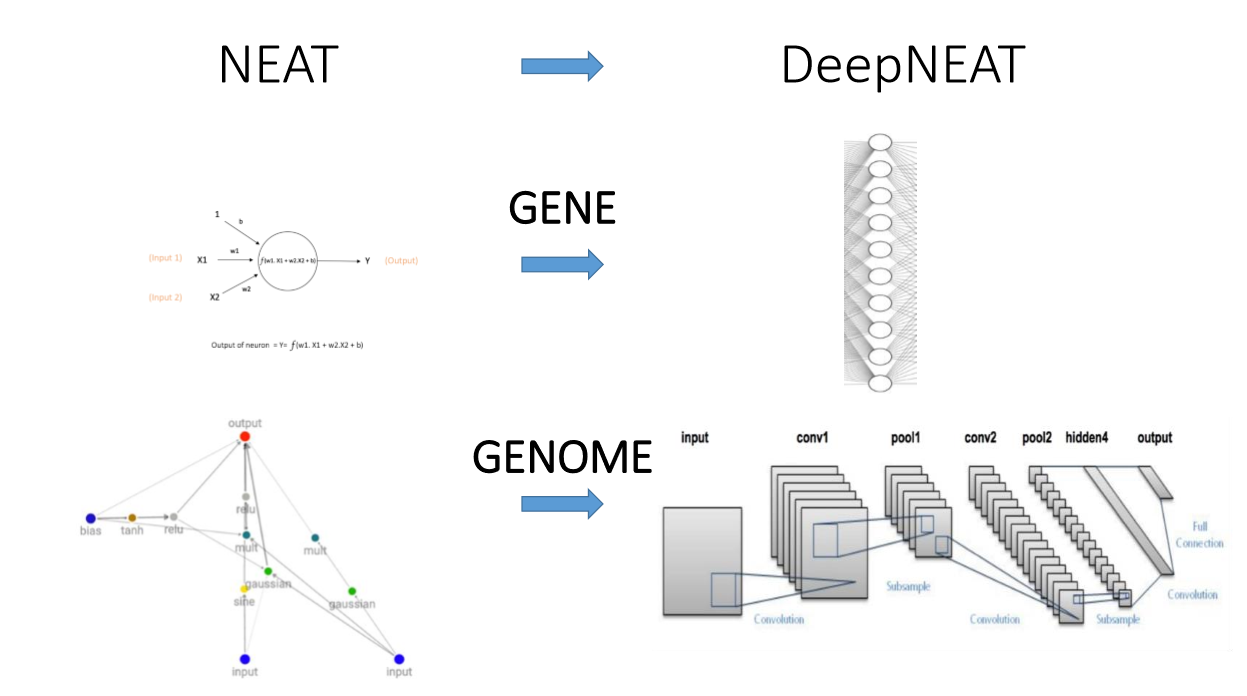 NEAT
DeepNEAT
GENE
1
b
(Input 1)
X1
w1
f(w1. X1 + w2.X2 + b)
Y
(Output)
(Input 2)
X2
w2
Output of neuron = Y= f(w1. X1 + w2.X2 + b)
GENOME
output
bias
tanh
relu
relu
mult
mult
gaussian
sine
gaussian
input
input
input
conv1
pool1
conv2
pool2
hidden4
output
Full
Connection
Subsample
Convolution
Convolution
Convolution
Subsample